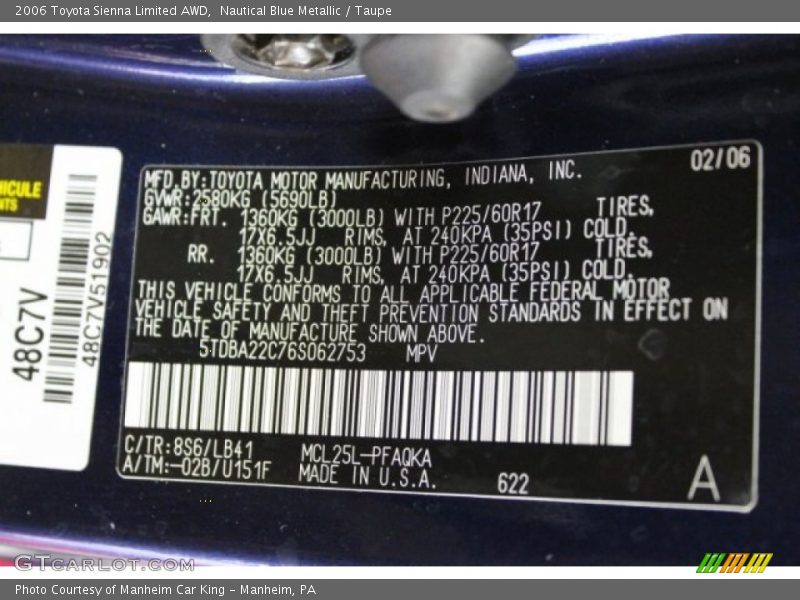 2006 Toyota Sienna Limited AWD,  Nautical Blue Metallic / Taupe
HICULE
NTS
48C7V
48C7V51902
02/06
MFD.BY:TOYOTA MOTOR MANUFACTURING, INDIANA, INC.
GVWR:2580KG (5690LB)
GAWR:FRT. 1360KG (3000LB) WITH P225/60R17 TIRES,
17X6.5JJ RIMS, AT 240KPA (35PSI) COLD.
RR. 1360KG (3000LB) WITH P225/60R17 TIRES,
17X6.5JJ RIMS, AT 240KPA (35PSI) COLD.
THIS VEHICLE CONFORMS TO ALL APPLICABLE FEDERAL MOTOR
VEHICLE SAFETY AND THEFT PREVENTION STANDARDS IN EFFECT ON
THE DATE OF MANUFACTURE SHOWN ABOVE.
5TDBA22C76S062753 MPV
C/TR:8S6/LB41 MCL25L-PFAQKA
A/TM:-02B/U151F MADE IN U.S.A. 622
A
GTCARLOT.COM
Photo Courtesy of Manheim Car King - Manheim, PA